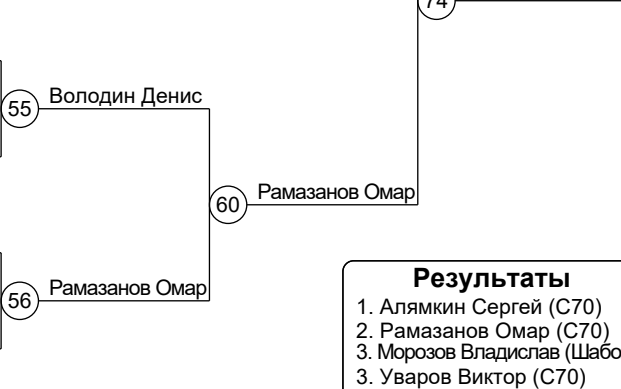 74
55
Володин Денис
60
Рамазанов Омар
56
Рамазанов Омар
Результаты
1. Алямкин Сергей (С70)
2. Рамазанов Омар (С70)
3. Морозов Владислав (Шабо
3. Уваров Виктор (С70)